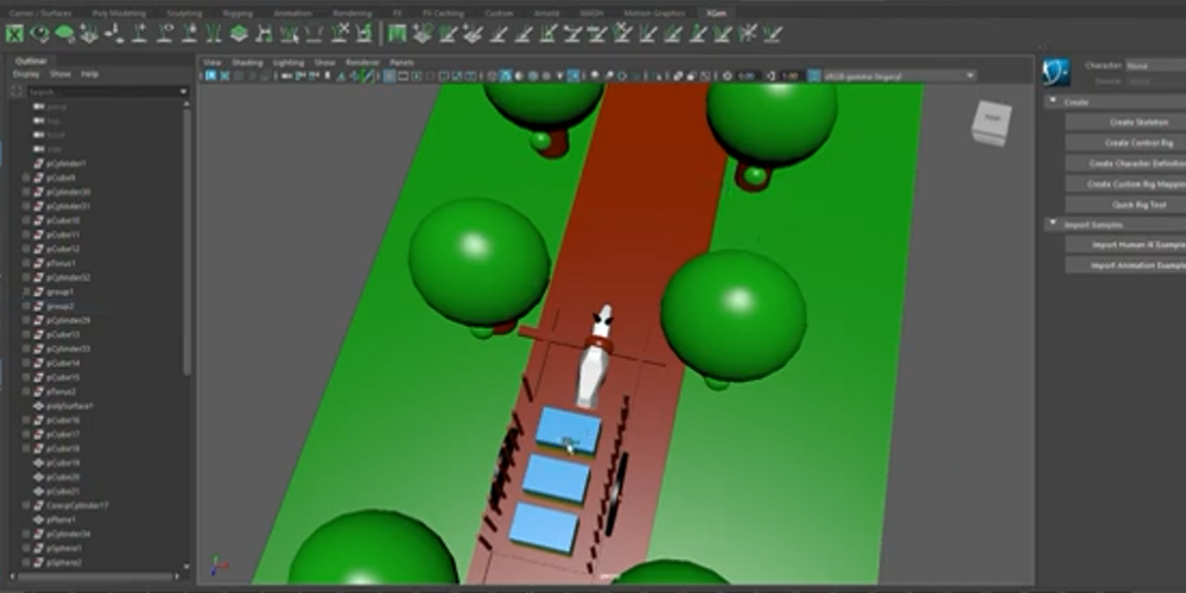 Curves / Surfaces Poly Modeling Sculpting Rigging Animation Rendering FX FX Caching Custom Arnold MASH Motion Graphics XGen
Outliner
Display Show Help
Search...
persp
top
front
side
pCylinder1
pCube9
pCylinder30
pCylinder31
pCube10
pCube11
pCube12
pTorus1
pCylinder32
group1
group2
pCylinder29
pCube13
pCylinder33
pCube14
pCube15
pTorus2
polySurface1
pCube16
pCube17
pCube18
pCube19
pCube20
pCube21
pPlane1
pCylinder34
pSphere1
pSphere2
View Shading Lighting Show Renderer Panels
0.00 1.00 sRGB gamma (legacy)
persp
Character: None
Source: None
Create
Create Skeleton
Create Control Rig
Create Character Definitio
Create Custom Rig Mappin
Quick Rig Tool
Import Samples
Import Human IK Example
Import Animation Example